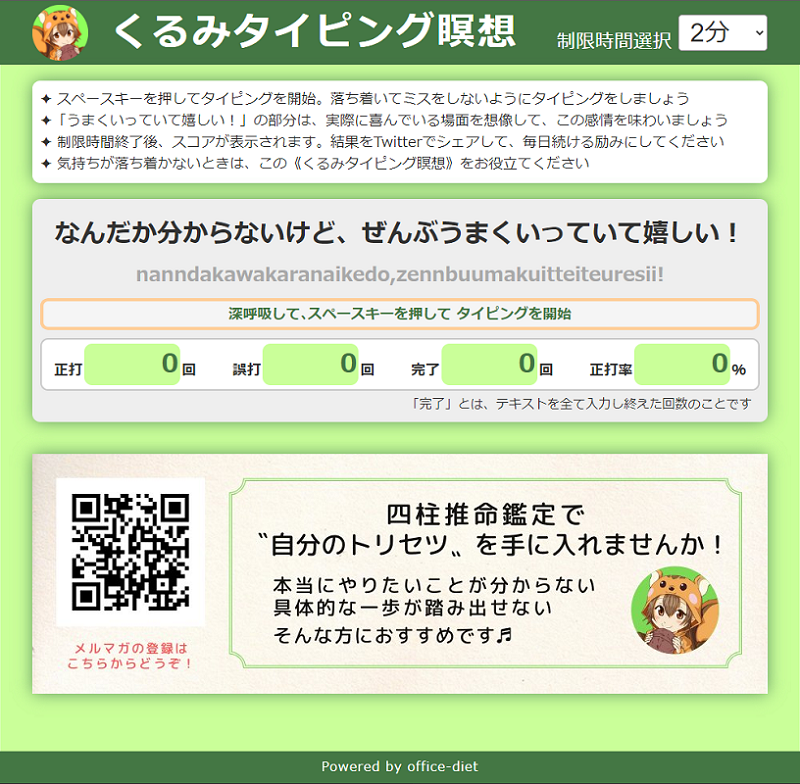 くるみタイピング瞑想
制限時間選択 2分
✦ スペースキーを押してタイピングを開始。落ち着いてミスをしないようにタイピングをしましょう
✦「うまくいっていて嬉しい！」の部分は、実際に喜んでいる場面を想像して、この感情を味わいましょう
✦ 制限時間終了後、スコアが表示されます。結果をTwitterでシェアして、毎日続ける励みにしてください
✦ 気持ちが落ち着かないときは、この《くるみタイピング瞑想》をお役立てください
なんだか分からないけど、ぜんぶうまくいっていて嬉しい！
nanndakawakaranaikedo,zennbuumakuitteiteuresii!
深呼吸して、スペースキーを押して タイピングを開始
正打 0 回 誤打 0 回 完了 0 回 正打率 0 %
「完了」とは、テキストを全て入力し終えた回数のことです
四柱推命鑑定で
〝自分のトリセツ〟を手に入れませんか！
本当にやりたいことが分からない
具体的な一歩が踏み出せない
そんな方におすすめです♬
メルマガの登録は
こちらからどうぞ！
Powered by office-diet